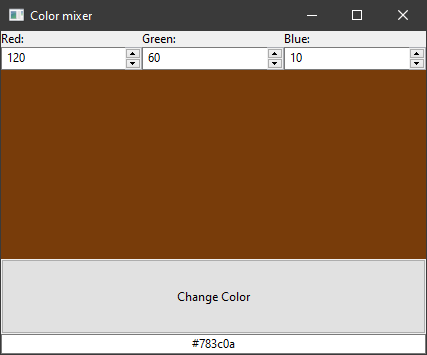 Color mixer
Red: Green: Blue:
120 60 10
Change Color
#783c0a